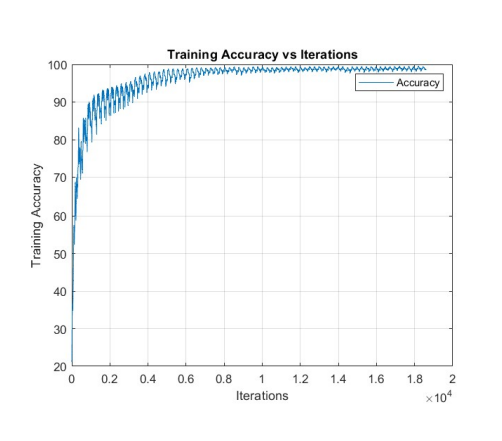 Training Accuracy vs Iterations
100
90
80
70
60
50
40
30
20
Training Accuracy
Accuracy
0 0.2 0.4 0.6 0.8 1 1.2 1.4 1.6 1.8 2
Iterations
×10⁴